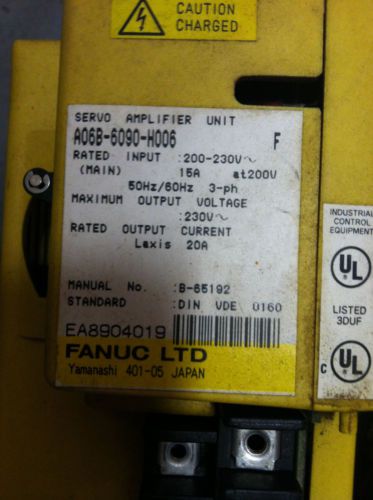 CAUTION
CHARGED
SERVO AMPLIFIER UNIT
A06B-6090-H006 F
RATED INPUT :200-230V~
(MAIN) 15A at200V
50Hz/60Hz 3-ph
MAXIMUM OUTPUT VOLTAGE
:230V~
RATED OUTPUT CURRENT
Laxis 20A
MANUAL No. :B-65192
STANDARD :DIN VDE 0160
EA8904019
FANUC LTD
Yamanashi 401-05 JAPAN
INDUSTRIAL
CONTROL
EQUIPMENT
UL
LISTED
3DUF
C UL